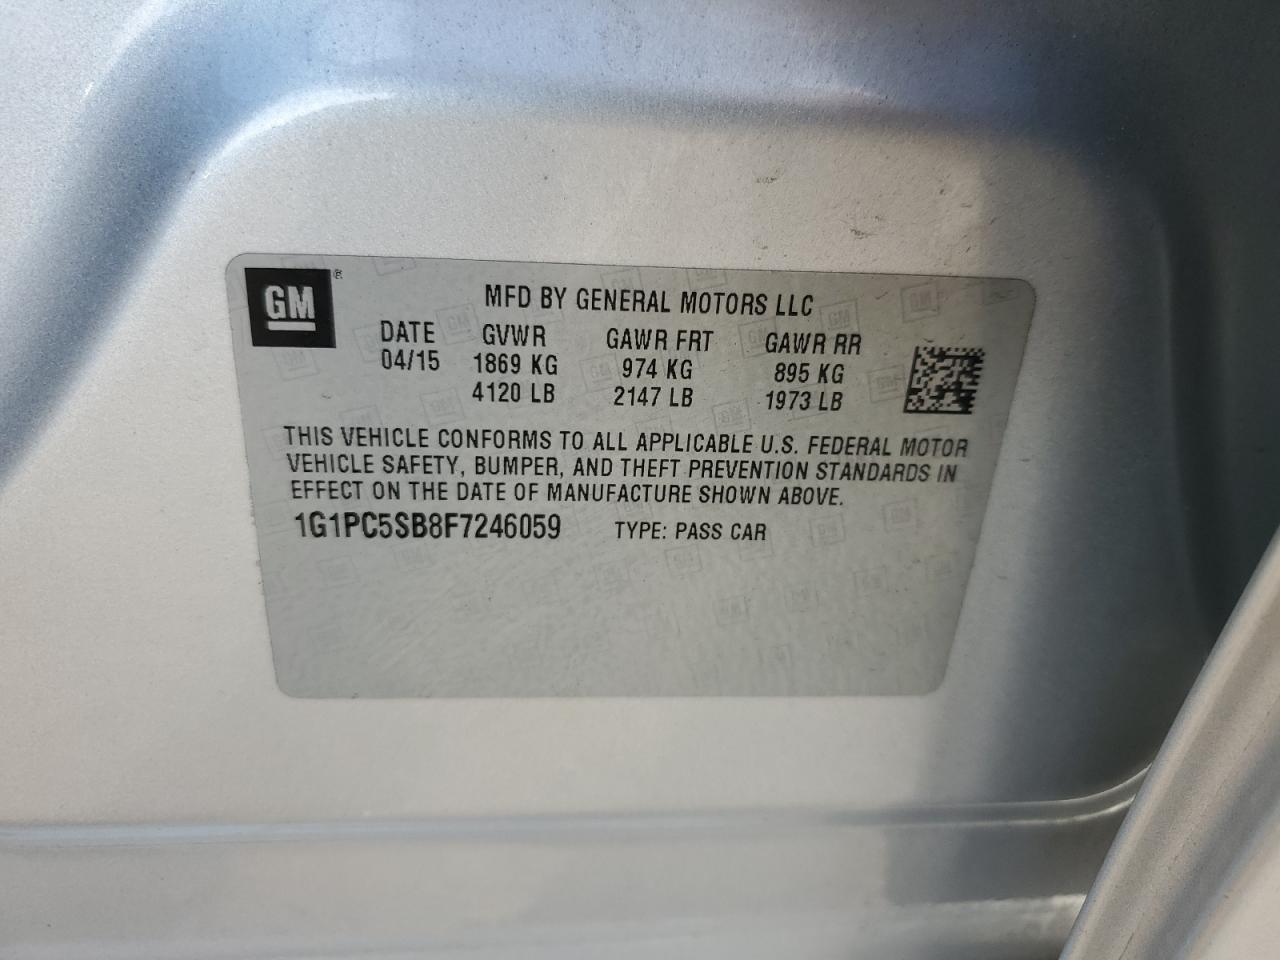 GM ®
MFD BY GENERAL MOTORS LLC
DATE GVWR GAWR FRT GAWR RR
04/15 1869 KG 974 KG 895 KG
4120 LB 2147 LB 1973 LB
THIS VEHICLE CONFORMS TO ALL APPLICABLE U.S. FEDERAL MOTOR
VEHICLE SAFETY, BUMPER, AND THEFT PREVENTION STANDARDS IN
EFFECT ON THE DATE OF MANUFACTURE SHOWN ABOVE.
1G1PC5SB8F7246059 TYPE: PASS CAR